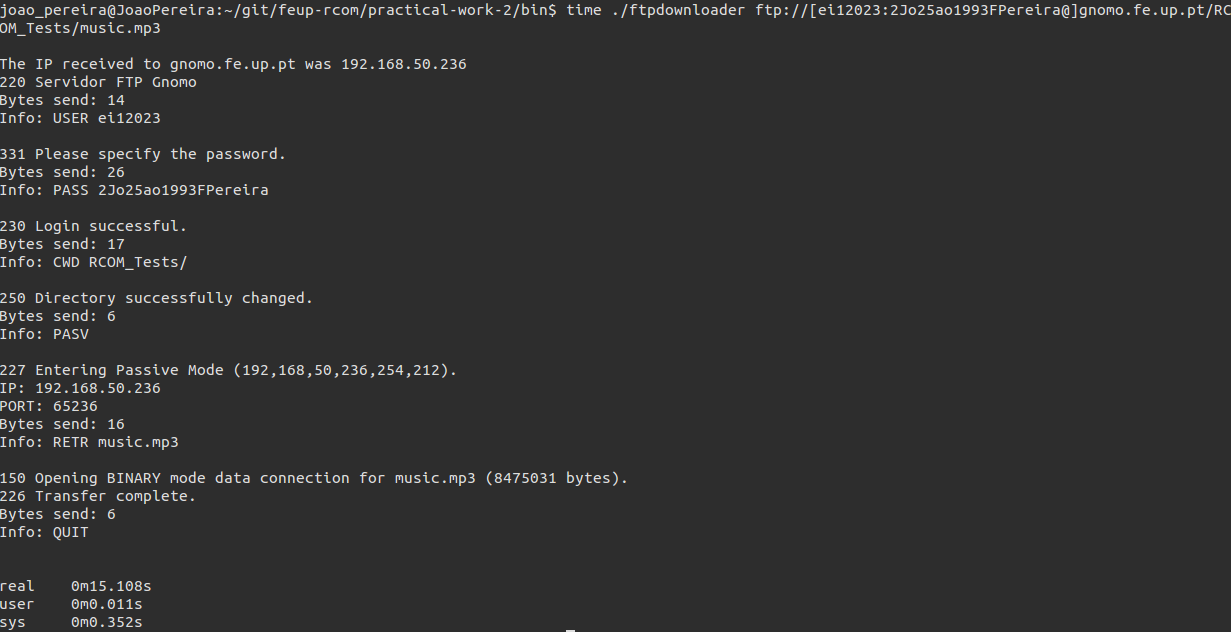 joao_pereira@JoaoPereira:~/git/feup-rcom/practical-work-2/bin$ time ./ftpdownloader ftp://[ei12023:2Jo25ao1993FPereira@]gnomo.fe.up.pt/RC
OM_Tests/music.mp3
The IP received to gnomo.fe.up.pt was 192.168.50.236
220 Servidor FTP Gnomo
Bytes send: 14
Info: USER ei12023
331 Please specify the password.
Bytes send: 26
Info: PASS 2Jo25ao1993FPereira
230 Login successful.
Bytes send: 17
Info: CWD RCOM_Tests/
250 Directory successfully changed.
Bytes send: 6
Info: PASV
227 Entering Passive Mode (192,168,50,236,254,212).
IP: 192.168.50.236
PORT: 65236
Bytes send: 16
Info: RETR music.mp3
150 Opening BINARY mode data connection for music.mp3 (8475031 bytes).
226 Transfer complete.
Bytes send: 6
Info: QUIT
real 0m15.108s
user 0m0.011s
sys 0m0.352s